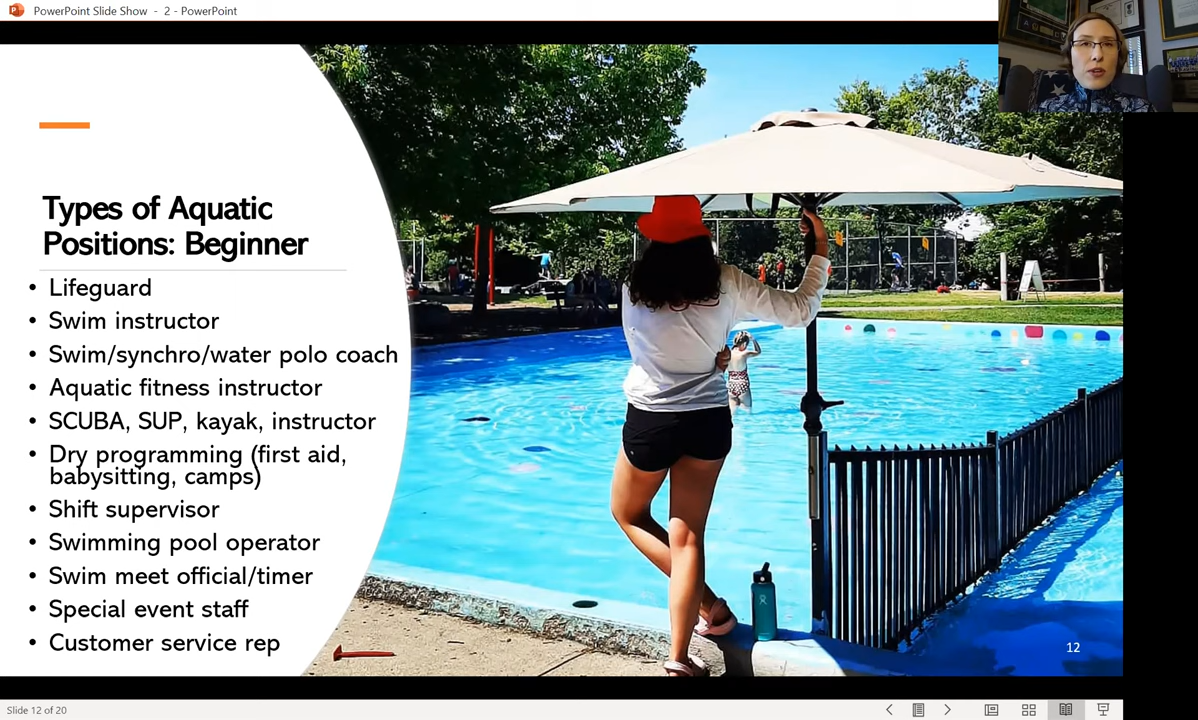 PowerPoint Slide Show - 2 - PowerPoint
Types of Aquatic
Positions: Beginner
• Lifeguard
• Swim instructor
• Swim/synchro/water polo coach
• Aquatic fitness instructor
• SCUBA, SUP, kayak, instructor
• Dry programming (first aid,
babysitting, camps)
• Shift supervisor
• Swimming pool operator
• Swim meet official/timer
• Special event staff
• Customer service rep
12
Slide 12 of 20